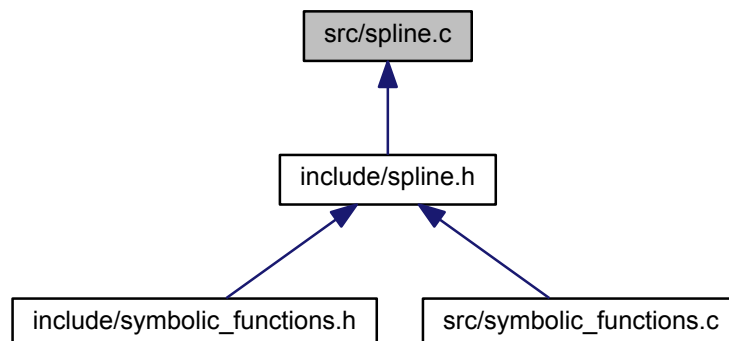 src/spline.c
include/spline.h
include/symbolic_functions.h
src/symbolic_functions.c